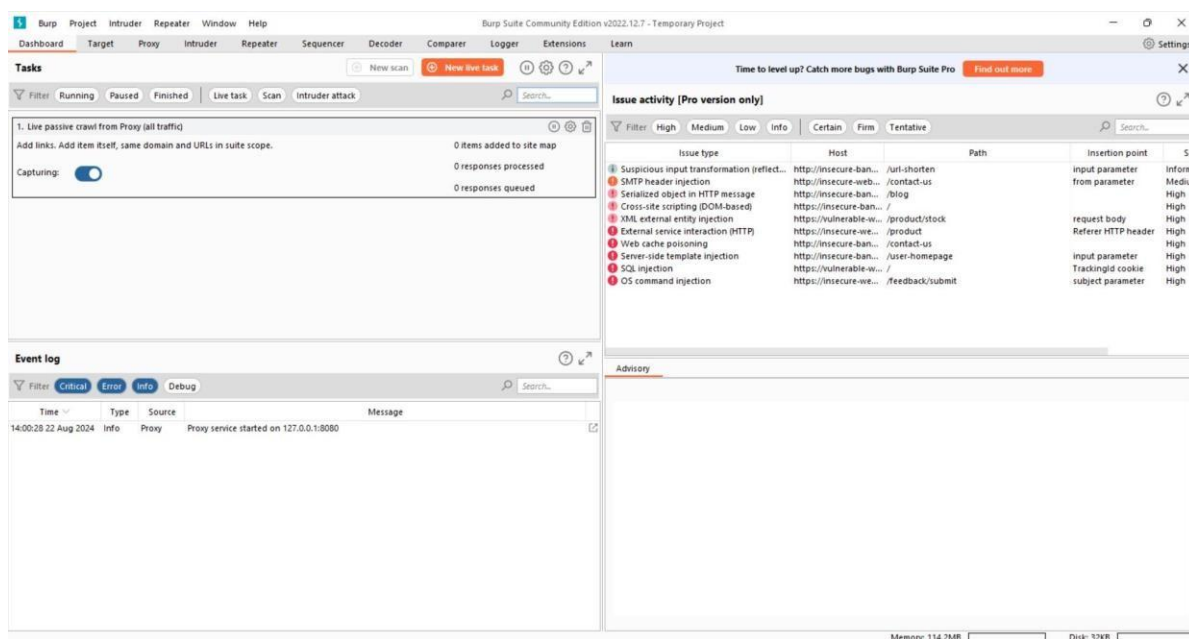 Burp Project Intruder Repeater Window Help
Burp Suite Community Edition v2022.12.7 - Temporary Project
Dashboard Target Proxy Intruder Repeater Sequencer Decoder Comparer Logger Extensions Learn
Settings
Tasks
New scan
New live task
Filter Running Paused Finished Live task Scan Intruder attack
Search...
1. Live passive crawl from Proxy (all traffic)
Add links. Add item itself, same domain and URLs in suite scope.
0 items added to site map
Capturing:
0 responses processed
0 responses queued
Event log
Filter Critical Error Info Debug
Search...
Time Type Source Message
14:00:28 22 Aug 2024 Info Proxy Proxy service started on 127.0.0.1:8080
Time to level up? Catch more bugs with Burp Suite Pro
Find out more
Issue activity [Pro version only]
Filter High Medium Low Info Certain Firm Tentative
Search...
Issue type Host Path Insertion point S
Suspicious input transformation (reflect... http://insecure-ban... /url-shorten input parameter Inform
SMTP header injection http://insecure-web... /contact-us from parameter Mediu
Serialized object in HTTP message http://insecure-ban... /blog High
Cross-site scripting (DOM-based) https://insecure-ban... / High
XML external entity injection https://vulnerable-w... /product/stock request body High
External service interaction (HTTP) https://insecure-we... /product Referer HTTP header High
Web cache poisoning http://insecure-ban... /contact-us High
Server-side template injection http://insecure-ban... /user-homepage input parameter High
SQL injection https://vulnerable-w... / TrackingId cookie High
OS command injection https://insecure-we... /feedback/submit subject parameter High
Advisory
Memory: 114.2MB
Disk: 32KB